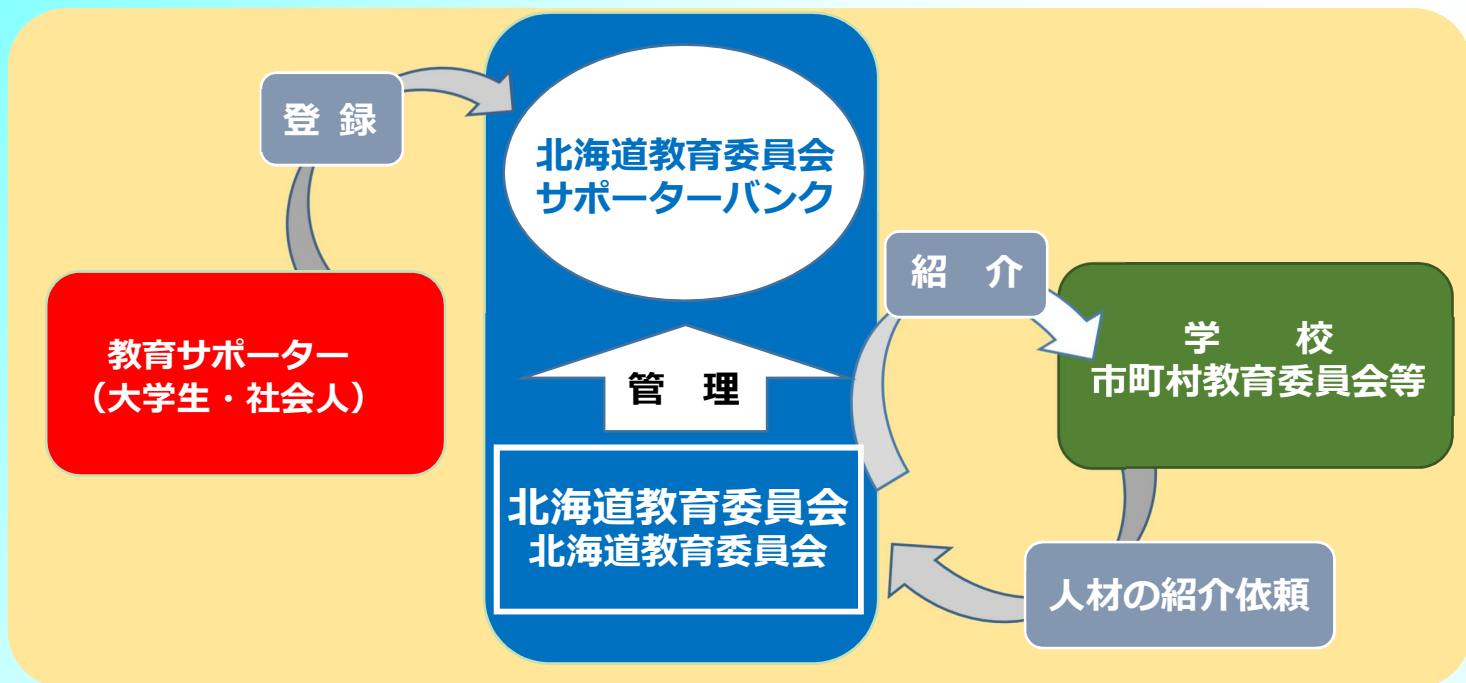 登 録
北海道教育委員会
サポーターバンク
紹　介
教育サポーター
（大学生・社会人）
学　　校
市町村教育委員会等
管　理
北海道教育委員会
北海道教育委員会
人材の紹介依頼